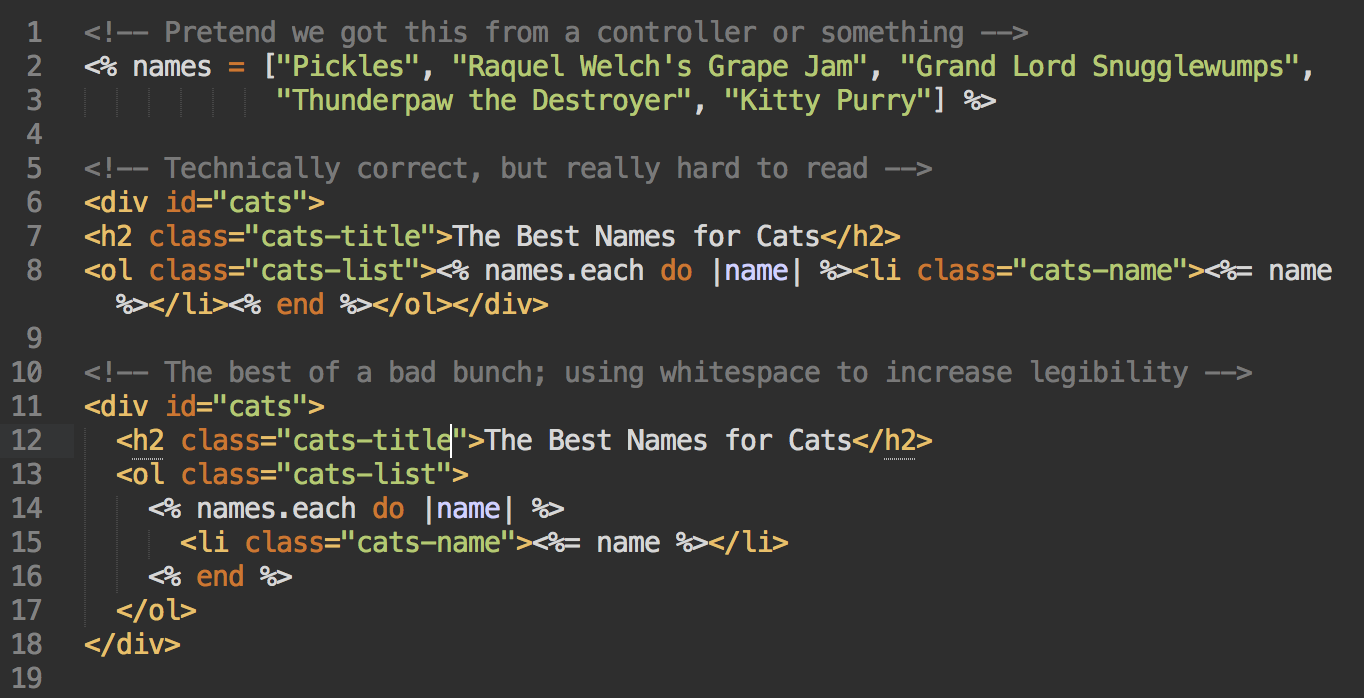 1 <!-- Pretend we got this from a controller or something -->
2 <% names = ["Pickles", "Raquel Welch's Grape Jam", "Grand Lord Snugglewumps",
3             "Thunderpaw the Destroyer", "Kitty Purry"] %>
4
5 <!-- Technically correct, but really hard to read -->
6 <div id="cats">
7 <h2 class="cats-title">The Best Names for Cats</h2>
8 <ol class="cats-list"><% names.each do |name| %><li class="cats-name"><%= name
%></li><% end %></ol></div>
9
10 <!-- The best of a bad bunch; using whitespace to increase legibility -->
11 <div id="cats">
12   <h2 class="cats-title">The Best Names for Cats</h2>
13   <ol class="cats-list">
14     <% names.each do |name| %>
15       <li class="cats-name"><%= name %></li>
16     <% end %>
17   </ol>
18 </div>
19